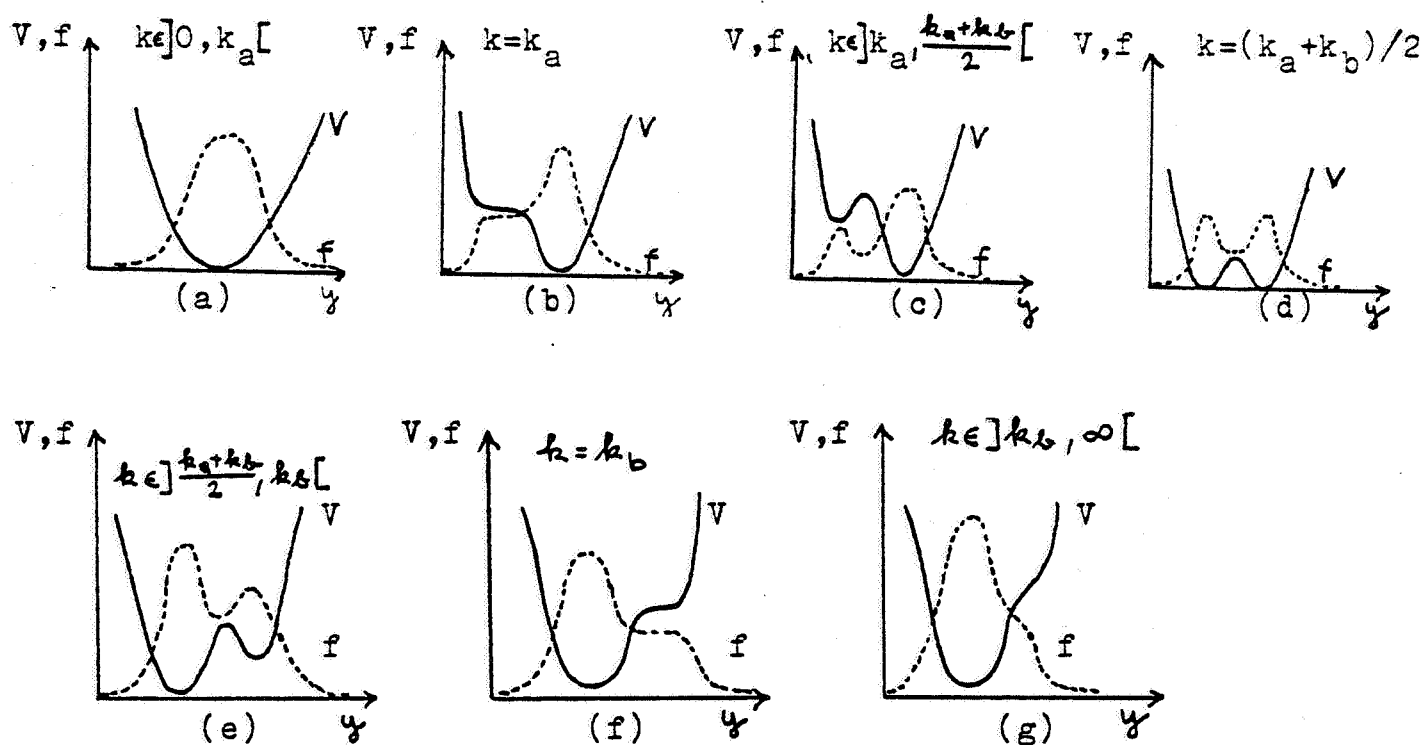 V,f k∈]0,k_a[
V,f k=k_a
V,f k∈]k_a, (k_a+k_b)/2[
V,f k=(k_a+k_b)/2
V
f
y
(a)
V
f
y
(b)
V
f
y
(c)
V
f
y
(d)
V,f k∈](k_a+k_b)/2, k_b[
V,f k=k_b
V,f k∈]k_b,∞[
V
f
y
(e)
V
f
y
(f)
V
f
y
(g)